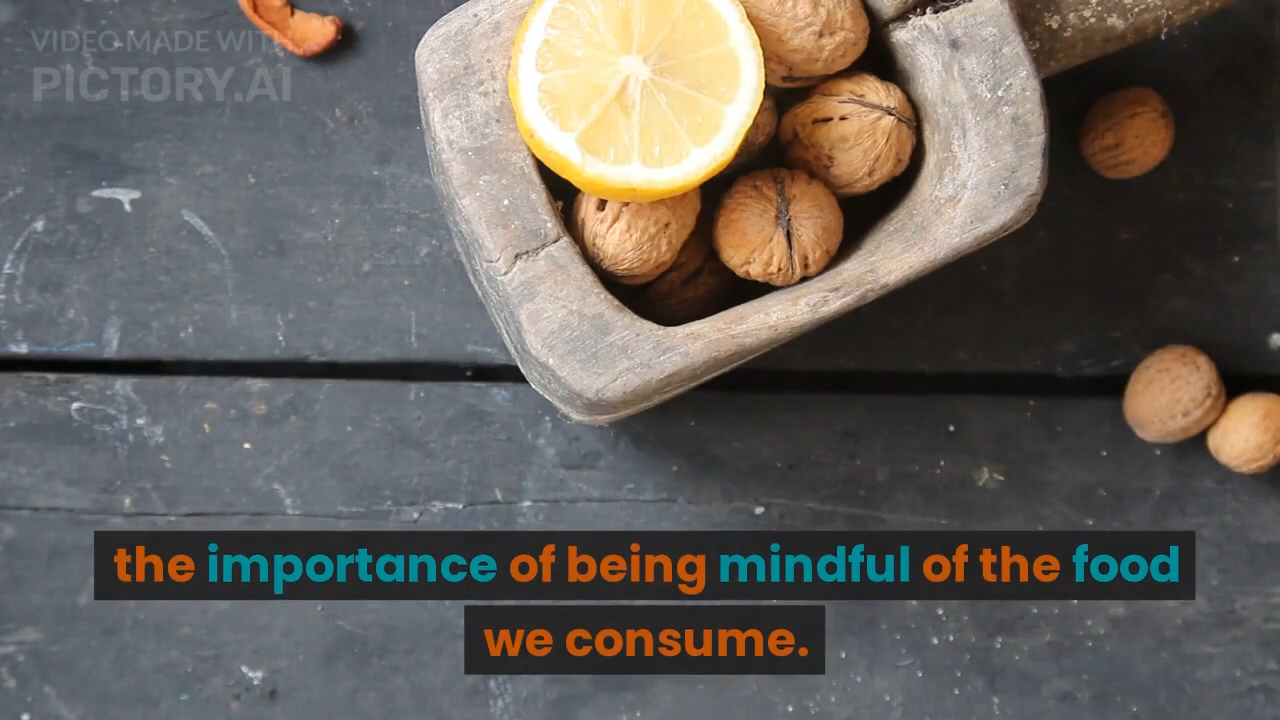 VIDEO MADE WITH
PICTORY.AI
the importance of being mindful of the food
we consume.